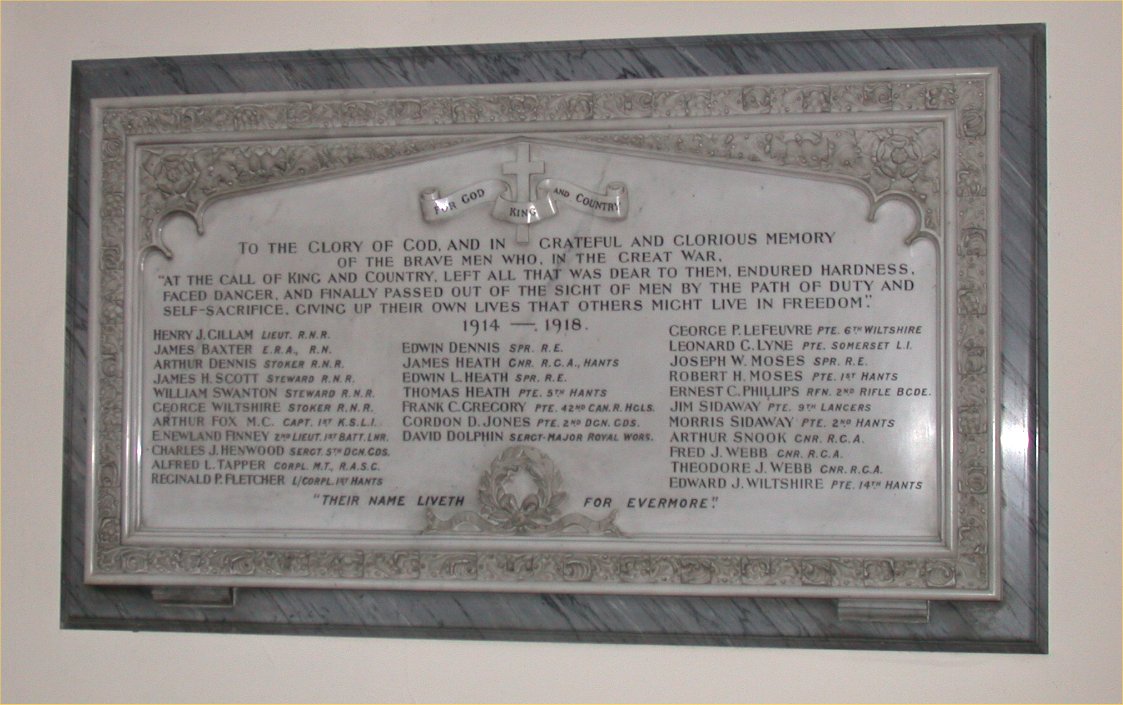 FOR GOD KING AND COUNTRY
TO THE GLORY OF GOD, AND IN GRATEFUL AND GLORIOUS MEMORY
OF THE BRAVE MEN WHO, IN THE GREAT WAR,
"AT THE CALL OF KING AND COUNTRY, LEFT ALL THAT WAS DEAR TO THEM, ENDURED HARDNESS,
FACED DANGER, AND FINALLY PASSED OUT OF THE SIGHT OF MEN BY THE PATH OF DUTY AND
SELF-SACRIFICE, GIVING UP THEIR OWN LIVES THAT OTHERS MIGHT LIVE IN FREEDOM".
1914 — 1918.
HENRY J. GILLAM LIEUT. R.N.R.
JAMES BAXTER E.R.A., R.N.
ARTHUR DENNIS STOKER R.N.R.
JAMES H. SCOTT STEWARD R.N.R.
WILLIAM SWANTON STEWARD R.N.R.
GEORGE WILTSHIRE STOKER R.N.R.
ARTHUR FOX M.C. CAPT. 1ST K.S.L.I.
E.NEWLAND FINNEY 2ND LIEUT. 1ST BATT. LNR.
CHARLES J. HENWOOD SERGT. 5TH DGN. GDS.
ALFRED L. TAPPER CORPL. M.T., R.A.S.C.
REGINALD P. FLETCHER L/CORPL. 1ST HANTS
EDWIN DENNIS SPR. R.E.
JAMES HEATH GNR. R.G.A., HANTS
EDWIN L. HEATH SPR. R.E.
THOMAS HEATH PTE. 5TH HANTS
FRANK C. GREGORY PTE. 42ND CAN. R. HGLS.
GORDON D. JONES PTE. 2ND DGN. GDS.
DAVID DOLPHIN SERGT-MAJOR ROYAL WORS.
GEORGE P. LEFEUVRE PTE. 6TH WILTSHIRE
LEONARD G. LYNE PTE. SOMERSET L.I.
JOSEPH W. MOSES SPR. R.E.
ROBERT H. MOSES PTE. 1ST HANTS
ERNEST C. PHILLIPS RFN. 2ND RIFLE BGDE.
JIM SIDAWAY PTE. 9TH LANCERS
MORRIS SIDAWAY PTE. 2ND HANTS
ARTHUR SNOOK GNR. R.G.A.
FRED J. WEBB GNR. R.G.A.
THEODORE J. WEBB GNR. R.G.A.
EDWARD J. WILTSHIRE PTE. 14TH HANTS
"THEIR NAME LIVETH FOR EVERMORE".